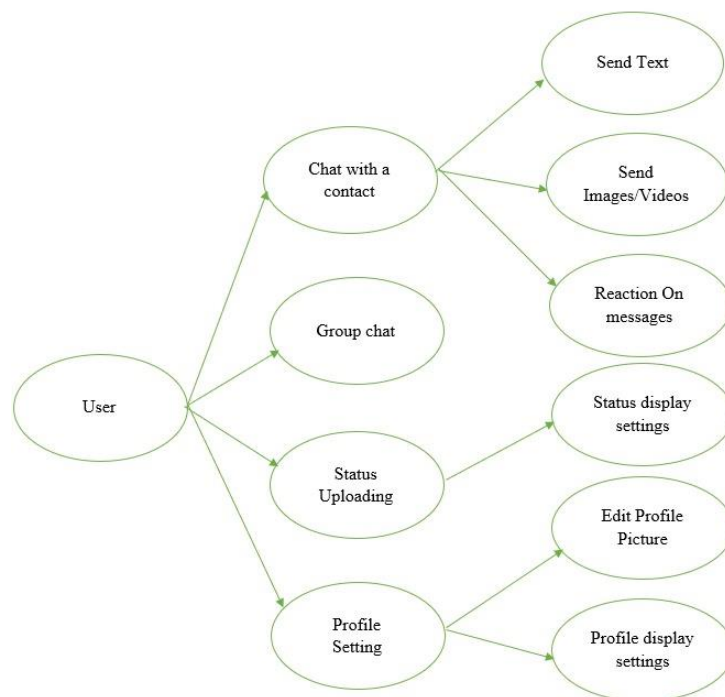 Send Text
Chat with a
contact
Send
Images/Videos
Reaction On
messages
Group chat
User
Status display
settings
Status
Uploading
Edit Profile
Picture
Profile
Setting
Profile display
settings